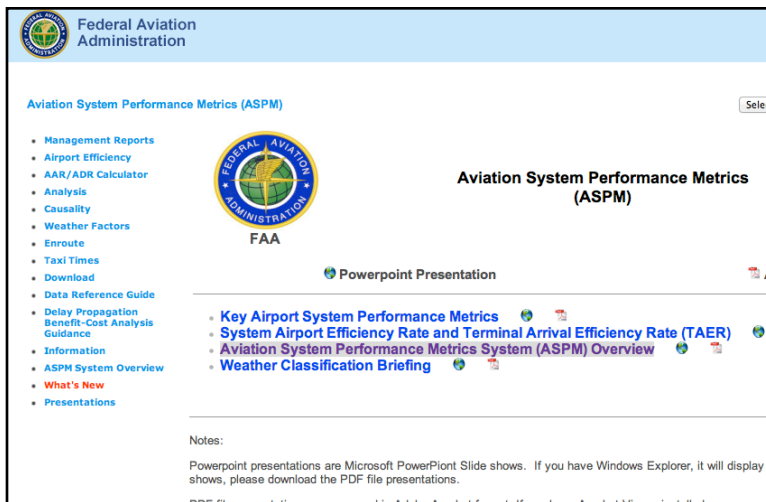 Federal Aviation
Administration
Aviation System Performance Metrics (ASPM)
Sele
Management Reports
Airport Efficiency
AAR/ADR Calculator
Analysis
Causality
Weather Factors
Enroute
Taxi Times
Download
Data Reference Guide
Delay Propagation
Benefit-Cost Analysis
Guidance
Information
ASPM System Overview
What's New
Presentations
FEDERAL AVIATION
ADMINISTRATION
FAA
Aviation System Performance Metrics
(ASPM)
Powerpoint Presentation
Key Airport System Performance Metrics
System Airport Efficiency Rate and Terminal Arrival Efficiency Rate (TAER)
Aviation System Performance Metrics System (ASPM) Overview
Weather Classification Briefing
Notes:
Powerpoint presentations are Microsoft PowerPiont Slide shows. If you have Windows Explorer, it will display
shows, please download the PDF file presentations.